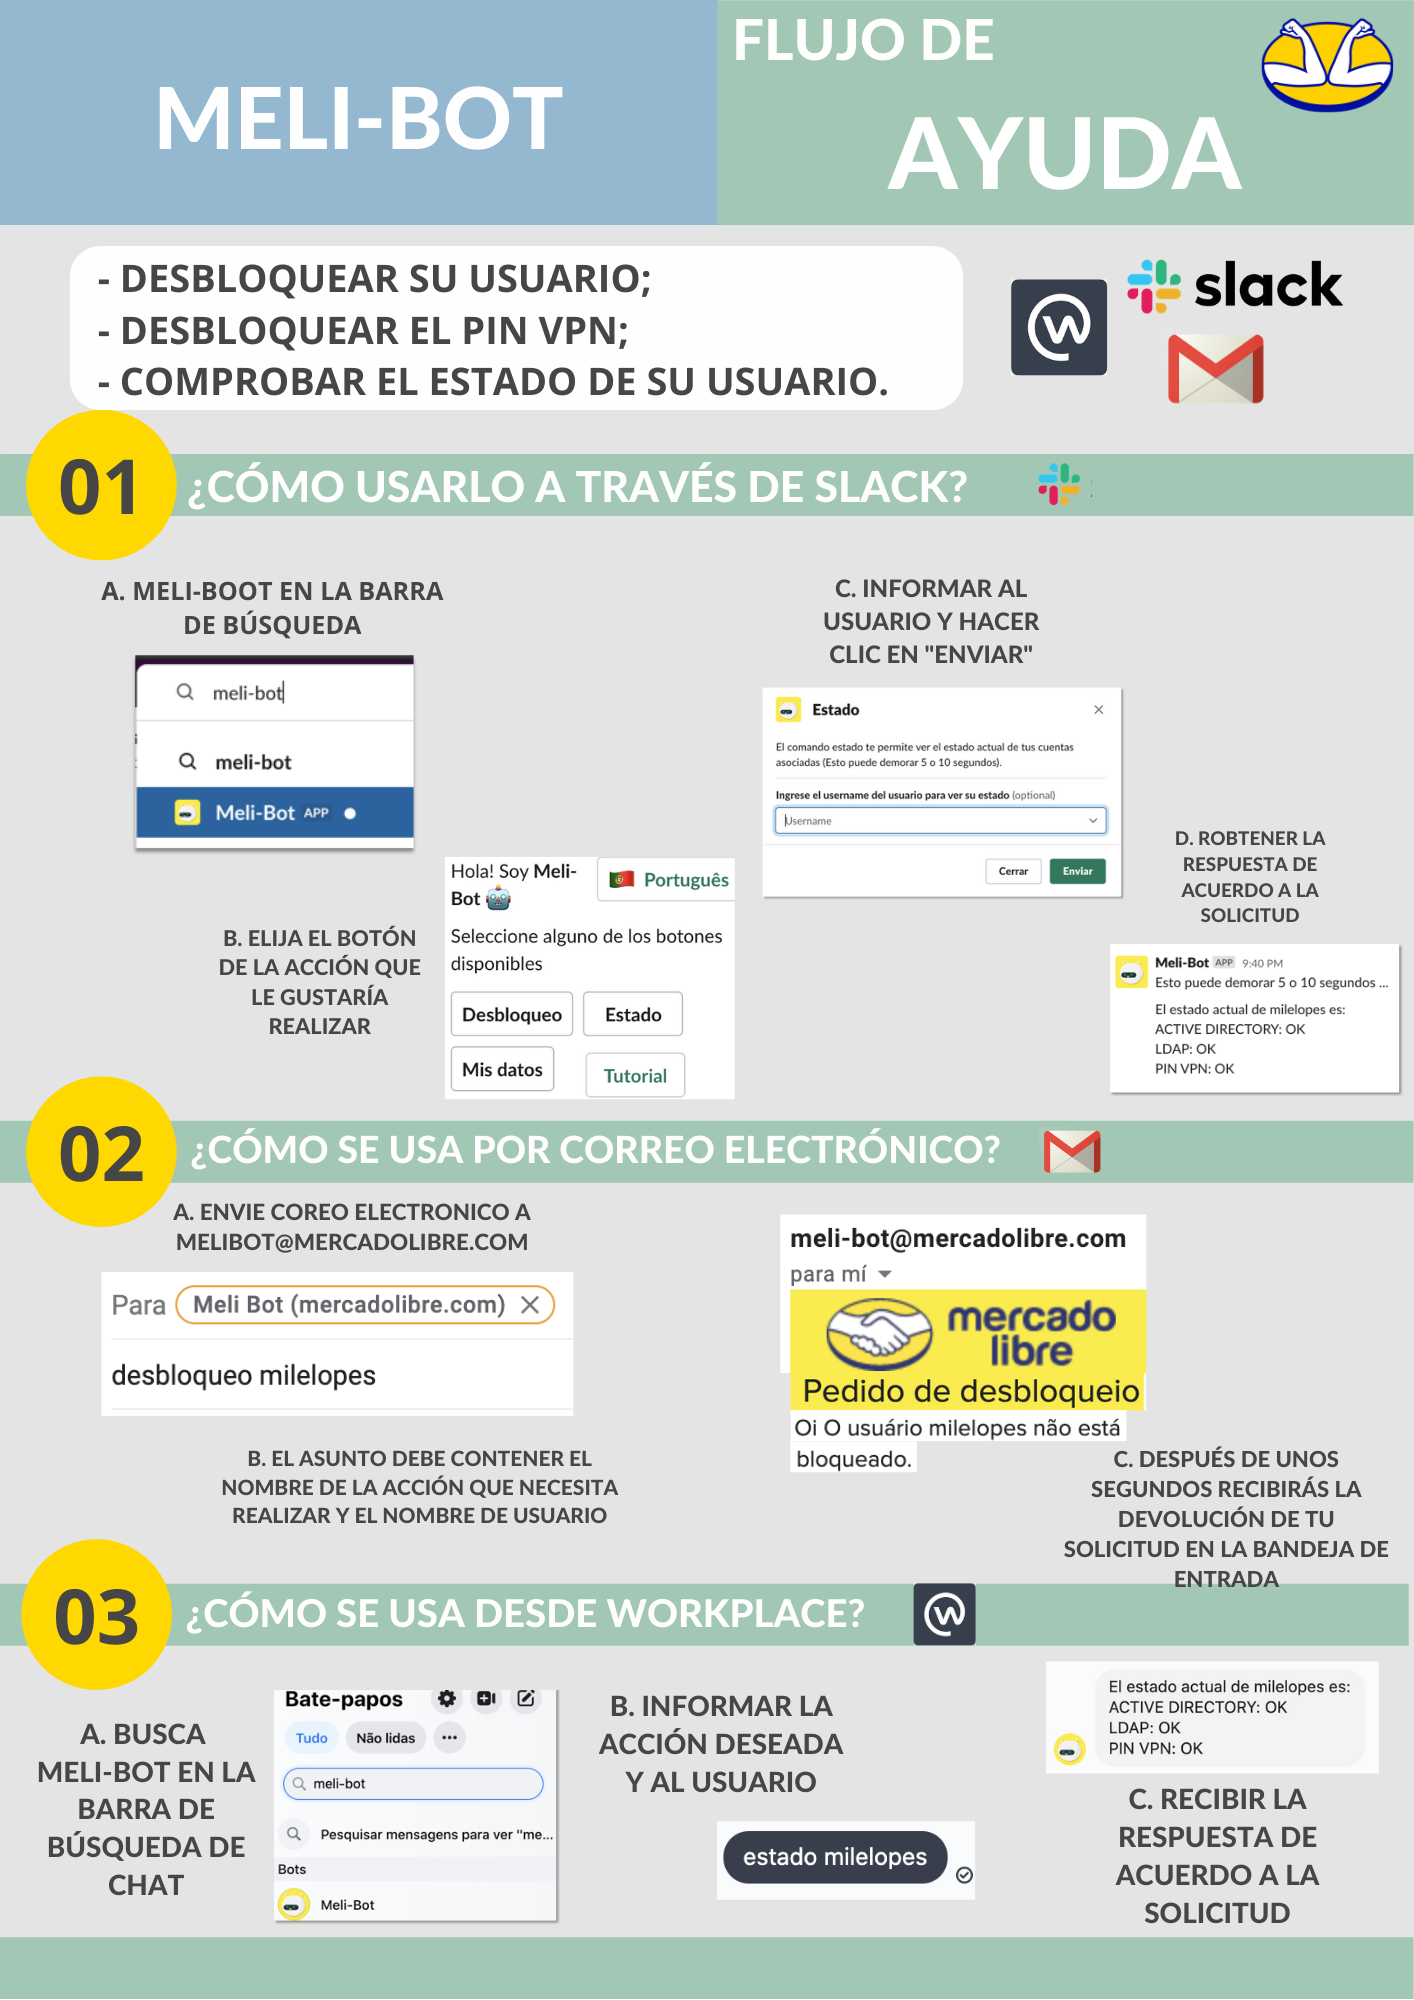 MELI-BOT
FLUJO DE
AYUDA
- DESBLOQUEAR SU USUARIO;
- DESBLOQUEAR EL PIN VPN;
- COMPROBAR EL ESTADO DE SU USUARIO.
slack
01
¿CÓMO USARLO A TRAVÉS DE SLACK?
A. MELI-BOOT EN LA BARRA
DE BÚSQUEDA
meli-bot
meli-bot
Meli-Bot APP
B. ELIJA EL BOTÓN
DE LA ACCIÓN QUE
LE GUSTARÍA
REALIZAR
Hola! Soy Meli-
Bot
Português
Seleccione alguno de los botones
disponibles
Desbloqueo
Estado
Mis datos
Tutorial
C. INFORMAR AL
USUARIO Y HACER
CLIC EN "ENVIAR"
Estado
El comando estado te permite ver el estado actual de tus cuentas
asociadas (Esto puede demorar 5 o 10 segundos).
Ingrese el username del usuario para ver su estado (optional)
Username
Cerrar
Enviar
D. ROBTENER LA
RESPUESTA DE
ACUERDO A LA
SOLICITUD
Meli-Bot APP 9:40 PM
Esto puede demorar 5 o 10 segundos ...
El estado actual de milelopes es:
ACTIVE DIRECTORY: OK
LDAP: OK
PIN VPN: OK
02
¿CÓMO SE USA POR CORREO ELECTRÓNICO?
A. ENVIE COREO ELECTRONICO A
MELIBOT@MERCADOLIBRE.COM
Para Meli Bot (mercadolibre.com)
desbloqueo milelopes
B. EL ASUNTO DEBE CONTENER EL
NOMBRE DE LA ACCIÓN QUE NECESITA
REALIZAR Y EL NOMBRE DE USUARIO
meli-bot@mercadolibre.com
para mí
mercado
libre
Pedido de desbloqueio
Oi O usuário milelopes não está
bloqueado.
C. DESPUÉS DE UNOS
SEGUNDOS RECIBIRÁS LA
DEVOLUCIÓN DE TU
SOLICITUD EN LA BANDEJA DE
ENTRADA
03
¿CÓMO SE USA DESDE WORKPLACE?
A. BUSCA
MELI-BOT EN LA
BARRA DE
BÚSQUEDA DE
CHAT
Bate-papos
Tudo
Não lidas
meli-bot
Pesquisar mensagens para ver "me...
Bots
Meli-Bot
B. INFORMAR LA
ACCIÓN DESEADA
Y AL USUARIO
estado milelopes
El estado actual de milelopes es:
ACTIVE DIRECTORY: OK
LDAP: OK
PIN VPN: OK
C. RECIBIR LA
RESPUESTA DE
ACUERDO A LA
SOLICITUD